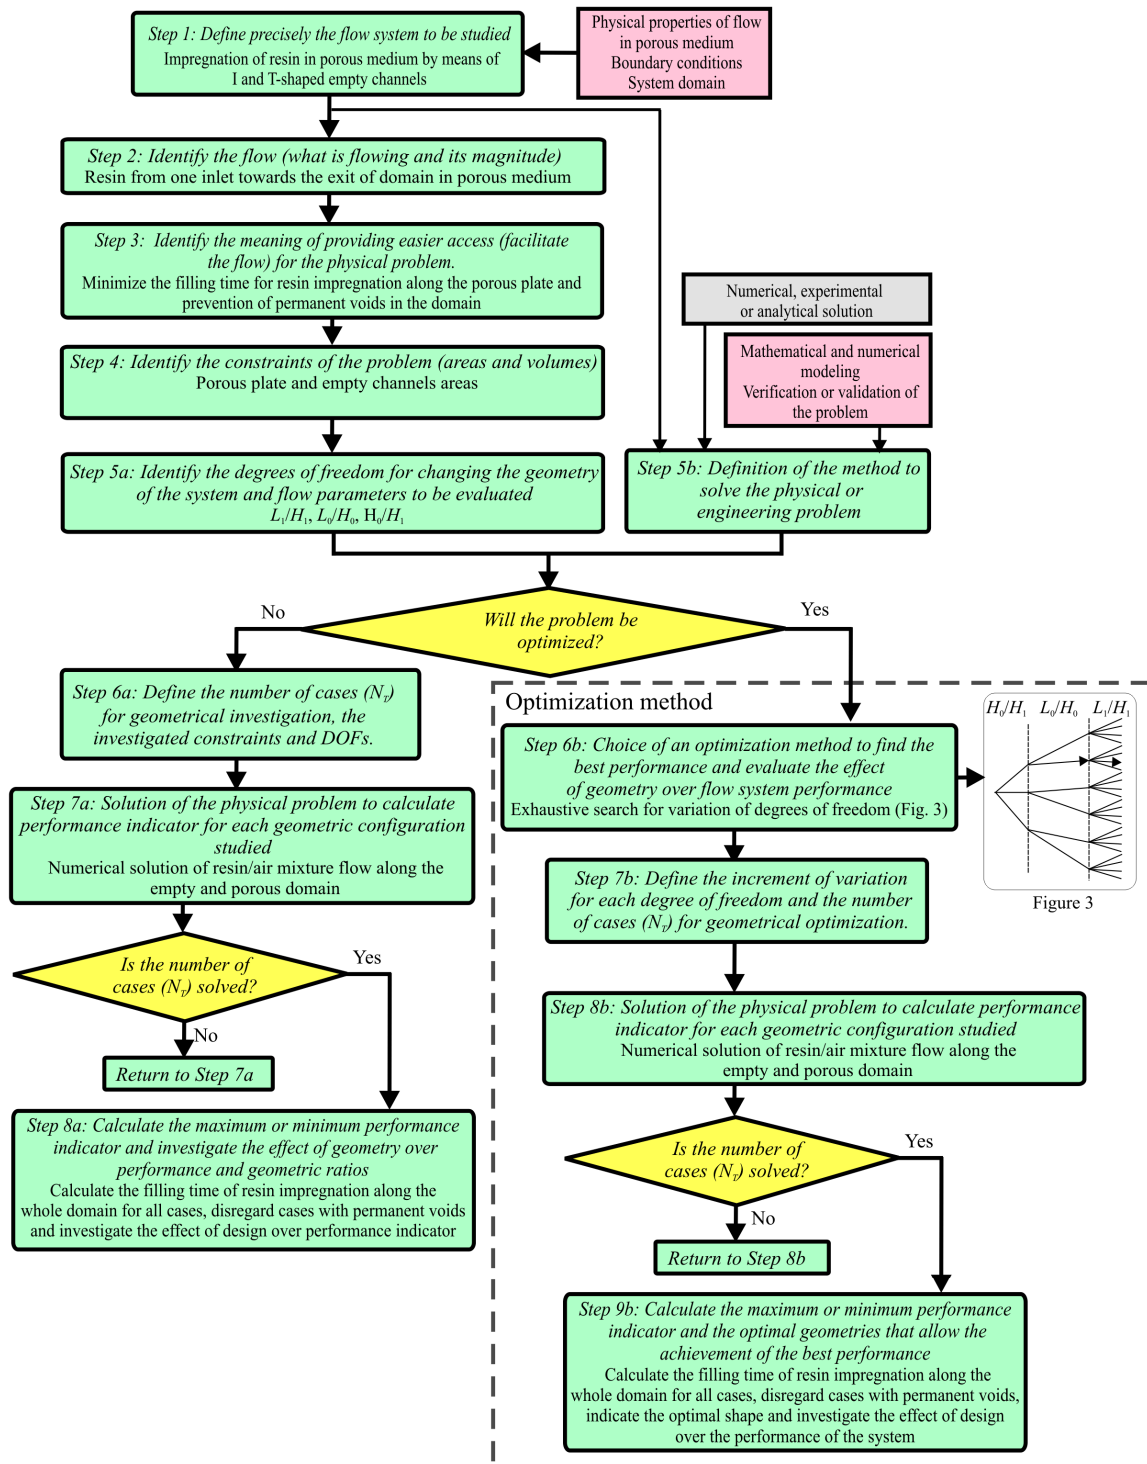 Step 1: Define precisely the flow system to be studied
Impregnation of resin in porous medium by means of
I and T-shaped empty channels
Physical properties of flow
in porous medium
Boundary conditions
System domain
Step 2: Identify the flow (what is flowing and its magnitude)
Resin from one inlet towards the exit of domain in porous medium
Step 3: Identify the meaning of providing easier access (facilitate
the flow) for the physical problem.
Minimize the filling time for resin impregnation along the porous plate and
prevention of permanent voids in the domain
Numerical, experimental
or analytical solution
Mathematical and numerical
modeling
Verification or validation of
the problem
Step 4: Identify the constraints of the problem (areas and volumes)
Porous plate and empty channels areas
Step 5a: Identify the degrees of freedom for changing the geometry
of the system and flow parameters to be evaluated
L₁/H₁, L₀/H₀, H₀/H₁
Step 5b: Definition of the method to
solve the physical or
engineering problem
Will the problem be
optimized?
No
Yes
Step 6a: Define the number of cases (N_T)
for geometrical investigation, the
investigated constraints and DOFs.
Step 7a: Solution of the physical problem to calculate
performance indicator for each geometric configuration
studied
Numerical solution of resin/air mixture flow along the
empty and porous domain
Is the number of
cases (N_T) solved?
Yes
No
Return to Step 7a
Step 8a: Calculate the maximum or minimum performance
indicator and investigate the effect of geometry over
performance and geometric ratios
Calculate the filling time of resin impregnation along the
whole domain for all cases, disregard cases with permanent voids
and investigate the effect of design over performance indicator
Optimization method
Step 6b: Choice of an optimization method to find the
best performance and evaluate the effect
of geometry over flow system performance
Exhaustive search for variation of degrees of freedom (Fig. 3)
H₀/H₁ L₀/H₀ L₁/H₁
Figure 3
Step 7b: Define the increment of variation
for each degree of freedom and the number
of cases (N_T) for geometrical optimization.
Step 8b: Solution of the physical problem to calculate performance
indicator for each geometric configuration studied
Numerical solution of resin/air mixture flow along the
empty and porous domain
Is the number of
cases (N_T) solved?
Yes
No
Return to Step 8b
Step 9b: Calculate the maximum or minimum performance
indicator and the optimal geometries that allow the
achievement of the best performance
Calculate the filling time of resin impregnation along the
whole domain for all cases, disregard cases with permanent voids,
indicate the optimal shape and investigate the effect of design
over the performance of the system